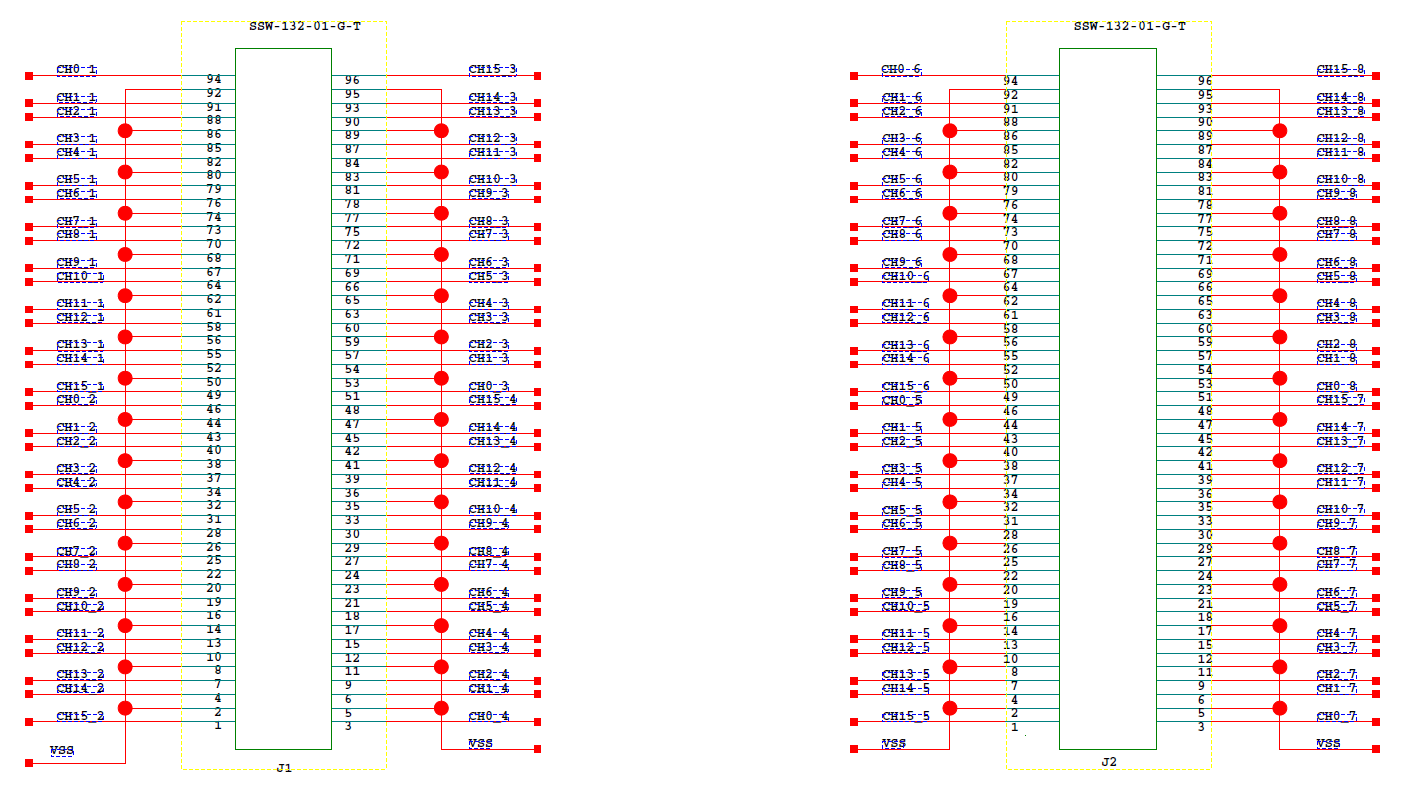 SSW-132-01-G-T
CH0_1
CH1_1
CH2_1
CH3_1
CH4_1
CH5_1
CH6_1
CH7_1
CH8_1
CH9_1
CH10_1
CH11_1
CH12_1
CH13_1
CH14_1
CH15_1
CH0_2
CH1_2
CH2_2
CH3_2
CH4_2
CH5_2
CH6_2
CH7_2
CH8_2
CH9_2
CH10_2
CH11_2
CH12_2
CH13_2
CH14_2
CH15_2
VSS
94
92
91
88
86
85
82
80
79
76
74
73
70
68
67
64
62
61
58
56
55
52
50
49
46
44
43
40
38
37
34
32
31
28
26
25
22
20
19
16
14
13
10
8
7
4
2
1
96
95
93
90
89
87
84
83
81
78
77
75
72
71
69
66
65
63
60
59
57
54
53
51
48
47
45
42
41
39
36
35
33
30
29
27
24
23
21
18
17
15
12
11
9
6
5
3
CH15_3
CH14_3
CH13_3
CH12_3
CH11_3
CH10_3
CH9_3
CH8_3
CH7_3
CH6_3
CH5_3
CH4_3
CH3_3
CH2_3
CH1_3
CH0_3
CH15_4
CH14_4
CH13_4
CH12_4
CH11_4
CH10_4
CH9_4
CH8_4
CH7_4
CH6_4
CH5_4
CH4_4
CH3_4
CH2_4
CH1_4
CH0_4
VSS
J1
SSW-132-01-G-T
CH0_6
CH1_6
CH2_6
CH3_6
CH4_6
CH5_6
CH6_6
CH7_6
CH8_6
CH9_6
CH10_6
CH11_6
CH12_6
CH13_6
CH14_6
CH15_6
CH0_5
CH1_5
CH2_5
CH3_5
CH4_5
CH5_5
CH6_5
CH7_5
CH8_5
CH9_5
CH10_5
CH11_5
CH12_5
CH13_5
CH14_5
CH15_5
VSS
94
92
91
88
86
85
82
80
79
76
74
73
70
68
67
64
62
61
58
56
55
52
50
49
46
44
43
40
38
37
34
32
31
28
26
25
22
20
19
16
14
13
10
8
7
4
2
1
96
95
93
90
89
87
84
83
81
78
77
75
72
71
69
66
65
63
60
59
57
54
53
51
48
47
45
42
41
39
36
35
33
30
29
27
24
23
21
18
17
15
12
11
9
6
5
3
CH15_8
CH14_8
CH13_8
CH12_8
CH11_8
CH10_8
CH9_8
CH8_8
CH7_8
CH6_8
CH5_8
CH4_8
CH3_8
CH2_8
CH1_8
CH0_8
CH15_7
CH14_7
CH13_7
CH12_7
CH11_7
CH10_7
CH9_7
CH8_7
CH7_7
CH6_7
CH5_7
CH4_7
CH3_7
CH2_7
CH1_7
CH0_7
VSS
J2